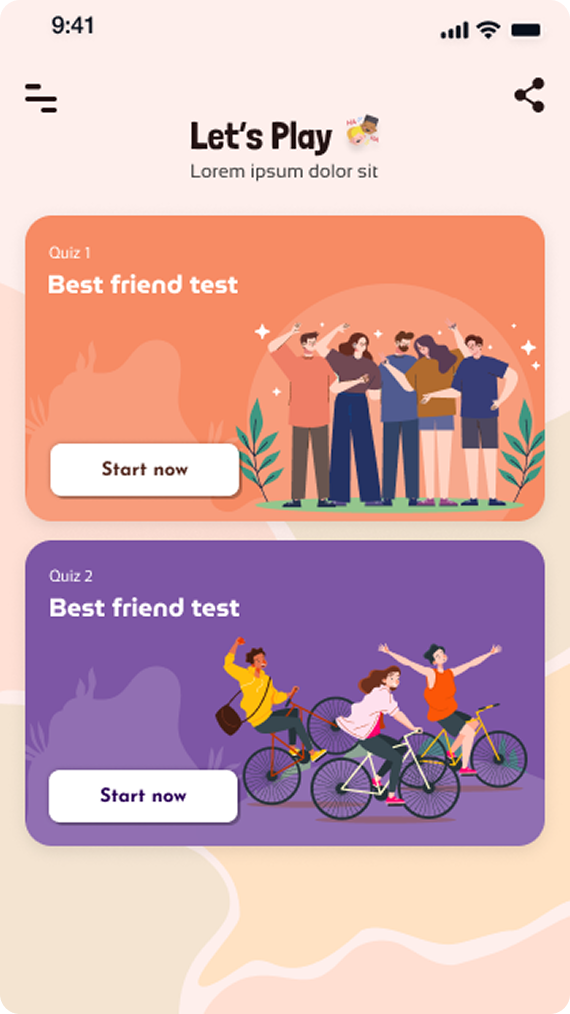 9:41
Let's Play
Lorem ipsum dolor sit
Quiz 1
Best friend test
Start now
Quiz 2
Best friend test
Start now